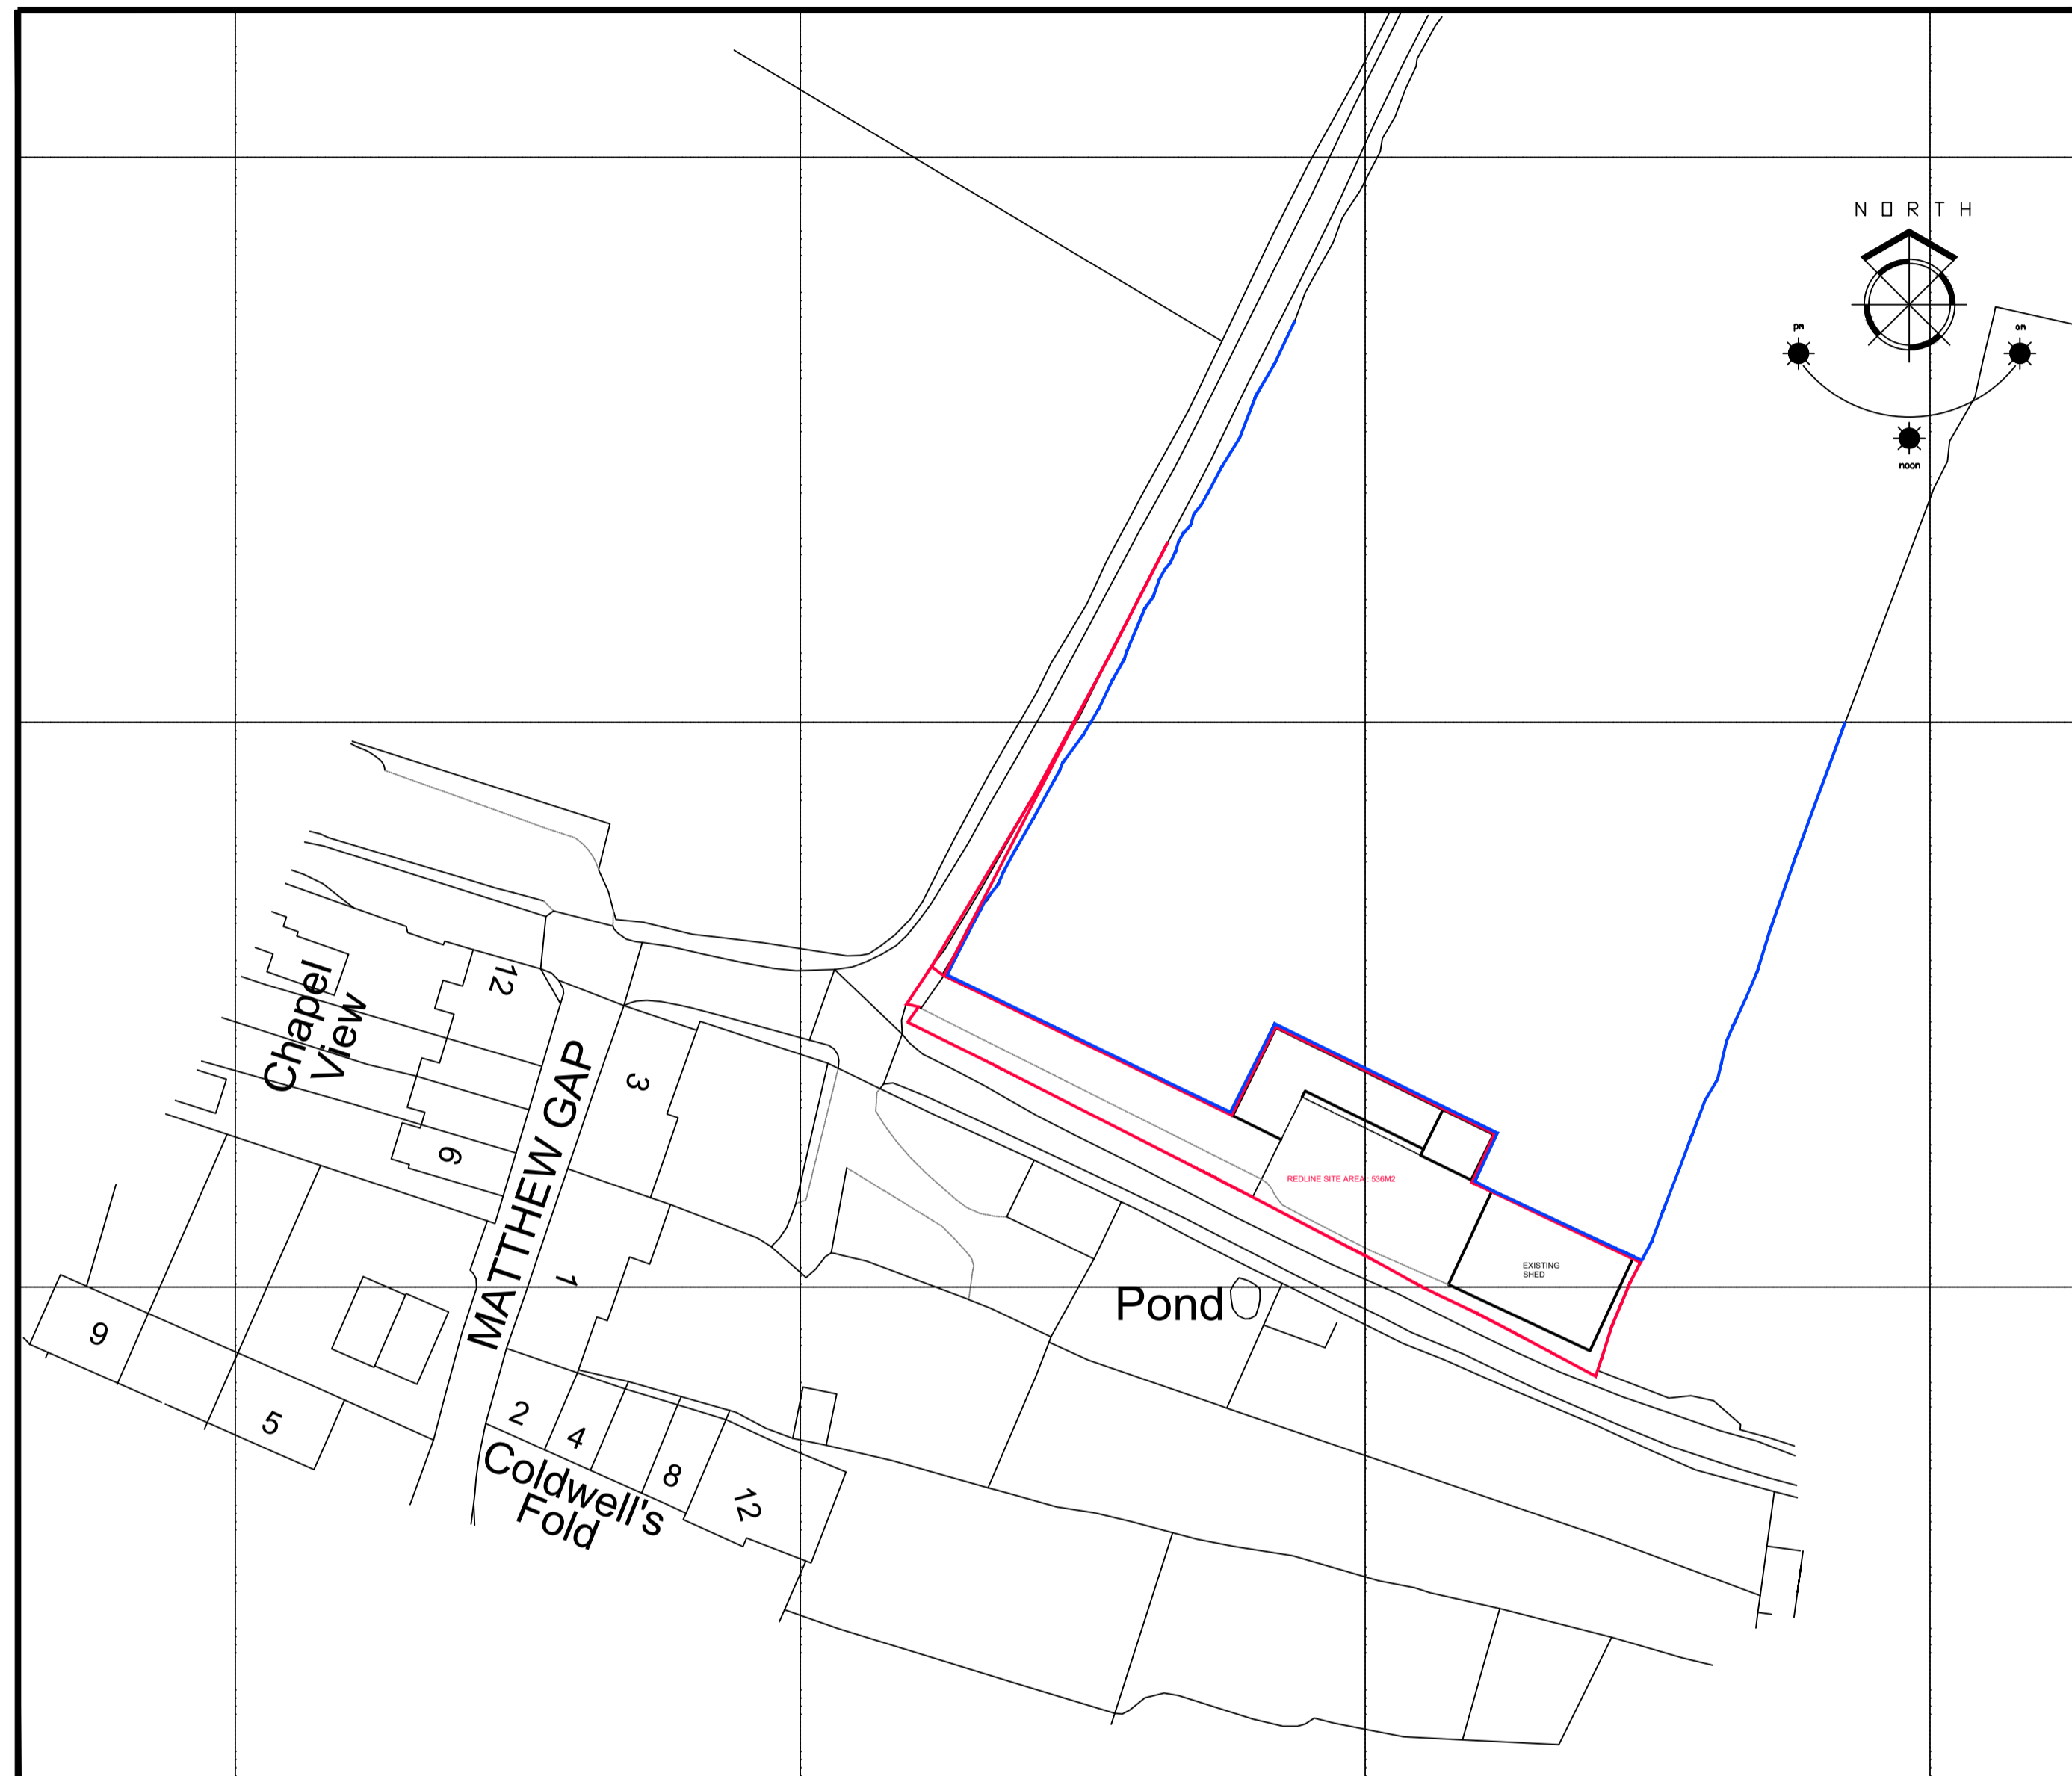 NORTH
pm
am
noon
Chapel
View
12
MATTHEW GAP
3
6
1
REDLINE SITE AREA : 536M2
EXISTING
SHED
Pond
9
5
2
4
8
12
Coldwell's
Fold